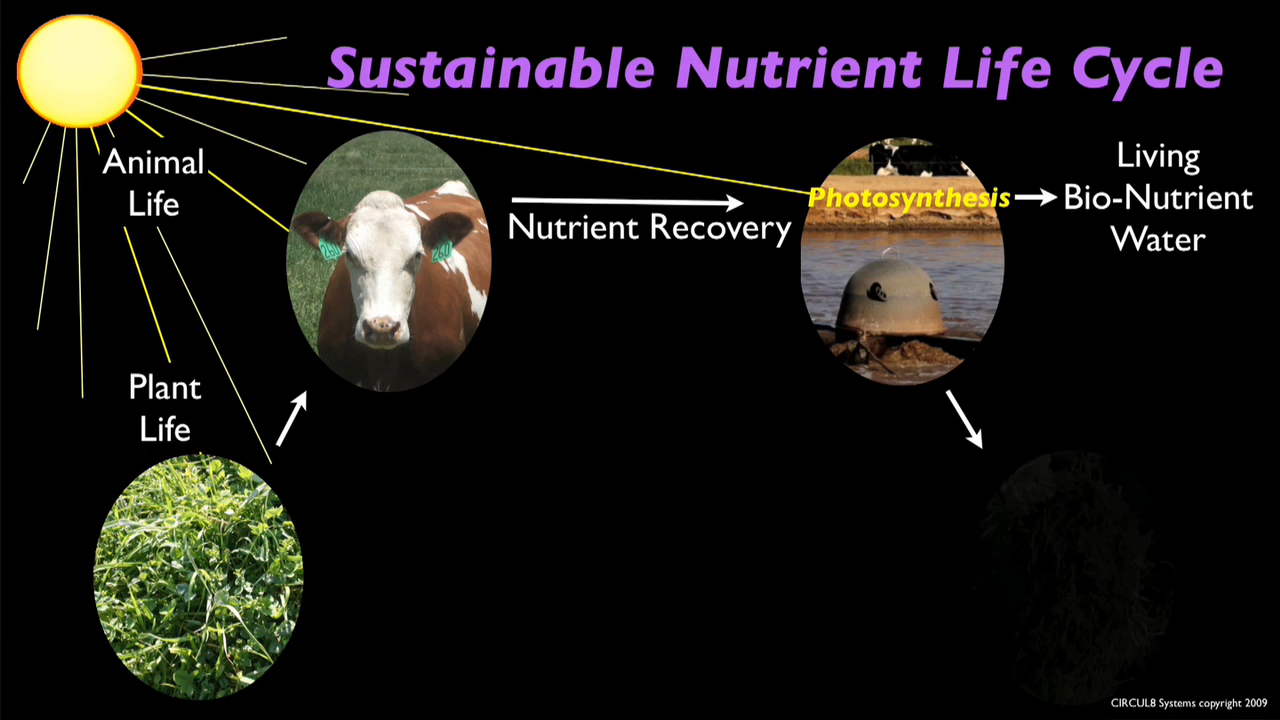 Sustainable Nutrient Life Cycle
Animal
Life
Nutrient Recovery
Photosynthesis
Living
Bio-Nutrient
Water
Plant
Life
260
CIRCUL8 Systems copyright 2009